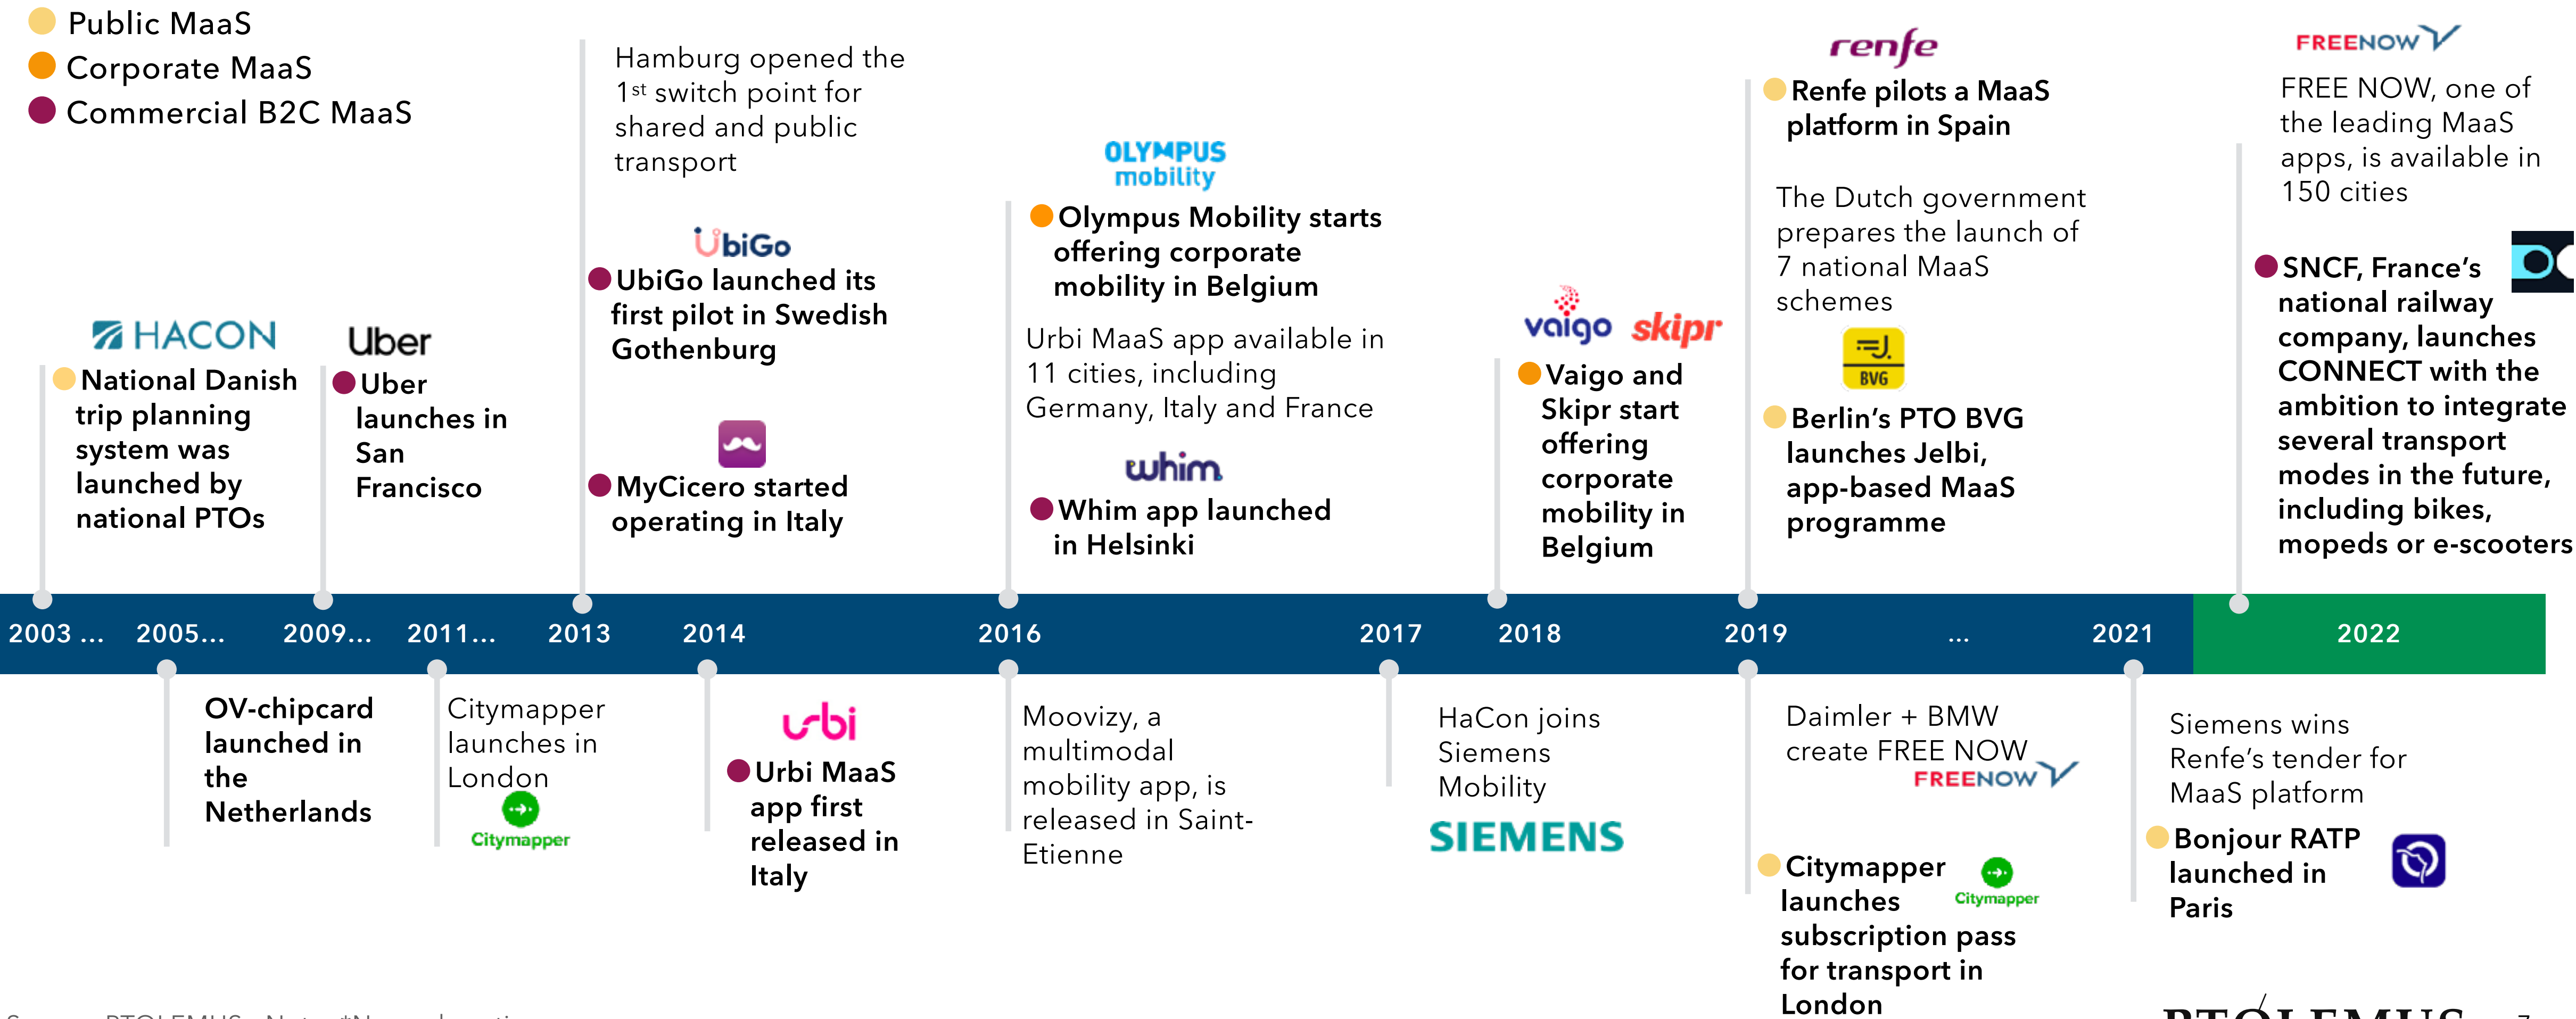 Public MaaS
Corporate MaaS
Commercial B2C MaaS
Hamburg opened the
1st switch point for
shared and public
transport
UbiGo
UbiGo launched its
first pilot in Swedish
Gothenburg
MyCicero started
operating in Italy
HACON
National Danish
trip planning
system was
launched by
national PTOs
Uber
Uber
launches in
San
Francisco
OLYMPUS
mobility
Olympus Mobility starts
offering corporate
mobility in Belgium
Urbi MaaS app available in
11 cities, including
Germany, Italy and France
whim
Whim app launched
in Helsinki
vaigo skipr
Vaigo and
Skipr start
offering
corporate
mobility in
Belgium
renfe
Renfe pilots a MaaS
platform in Spain
The Dutch government
prepares the launch of
7 national MaaS
schemes
BVG
Berlin's PTO BVG
launches Jelbi,
app-based MaaS
programme
FREENOW
FREE NOW, one of
the leading MaaS
apps, is available in
150 cities
SNCF, France's
national railway
company, launches
CONNECT with the
ambition to integrate
several transport
modes in the future,
including bikes,
mopeds or e-scooters
2003 ... 2005... 2009... 2011... 2013 2014 2016 2017 2018 2019 ... 2021 2022
OV-chipcard
launched in
the
Netherlands
Citymapper
launches in
London
Citymapper
urbi
Urbi MaaS
app first
released in
Italy
Moovizy, a
multimodal
mobility app, is
released in Saint-
Etienne
HaCon joins
Siemens
Mobility
SIEMENS
Daimler + BMW
create FREE NOW
FREENOW
Citymapper
launches
subscription pass
for transport in
London
Citymapper
Siemens wins
Renfe's tender for
MaaS platform
Bonjour RATP
launched in
Paris
PTOLEMUS